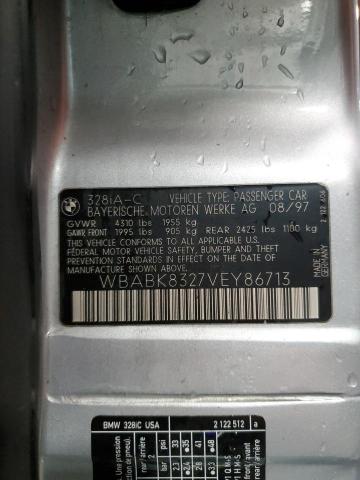 BMW
328iA-C VEHICLE TYPE: PASSENGER CAR
BAYERISCHE MOTOREN WERKE AG 08/97
GVWR 4310 lbs 1955 kg
GAWR FRONT 1995 lbs 905 kg REAR 2425 lbs 1100 kg
THIS VEHICLE CONFORMS TO ALL APPLICABLE U.S.
FEDERAL MOTOR VEHICLE SAFETY, BUMPER, AND
THEFT PREVENTION STANDARDS IN EFFECT ON THE
DATE OF MANUFACTURE SHOWN ABOVE.
WBABK8327VEY86713
MADE IN
GERMANY
BMW 328iC USA 2 122 512 a